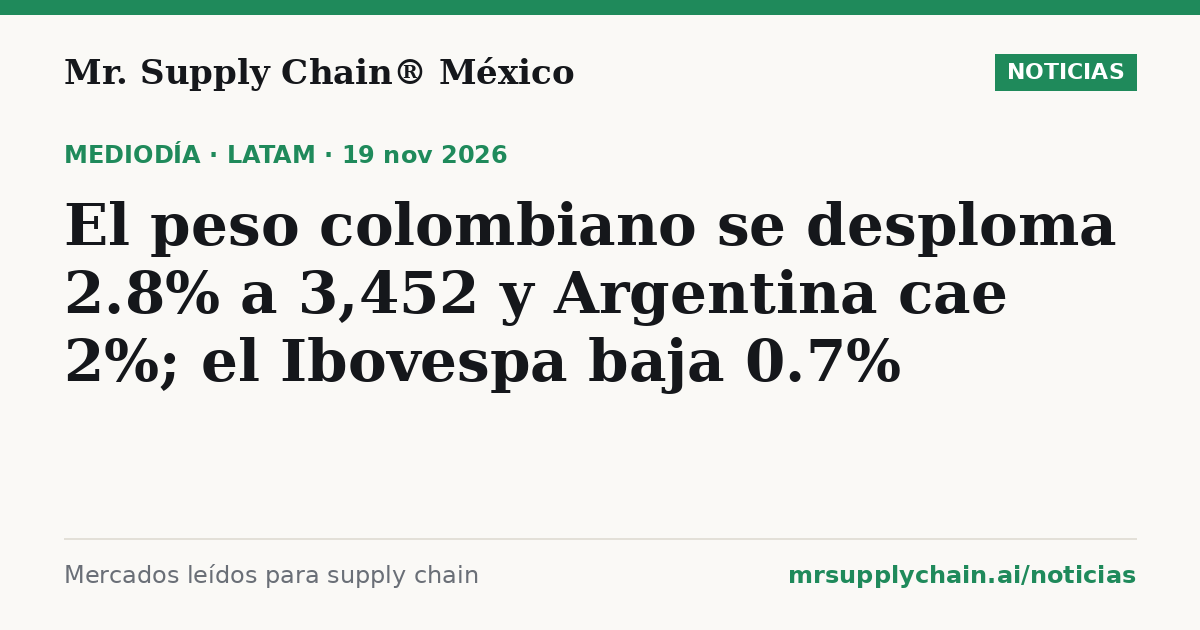 Mr. Supply Chain® México
NOTICIAS
MEDIODÍA · LATAM · 19 nov 2026
El peso colombiano se desploma
2.8% a 3,452 y Argentina cae
2%; el Ibovespa baja 0.7%
Mercados leídos para supply chain
mrsupplychain.ai/noticias